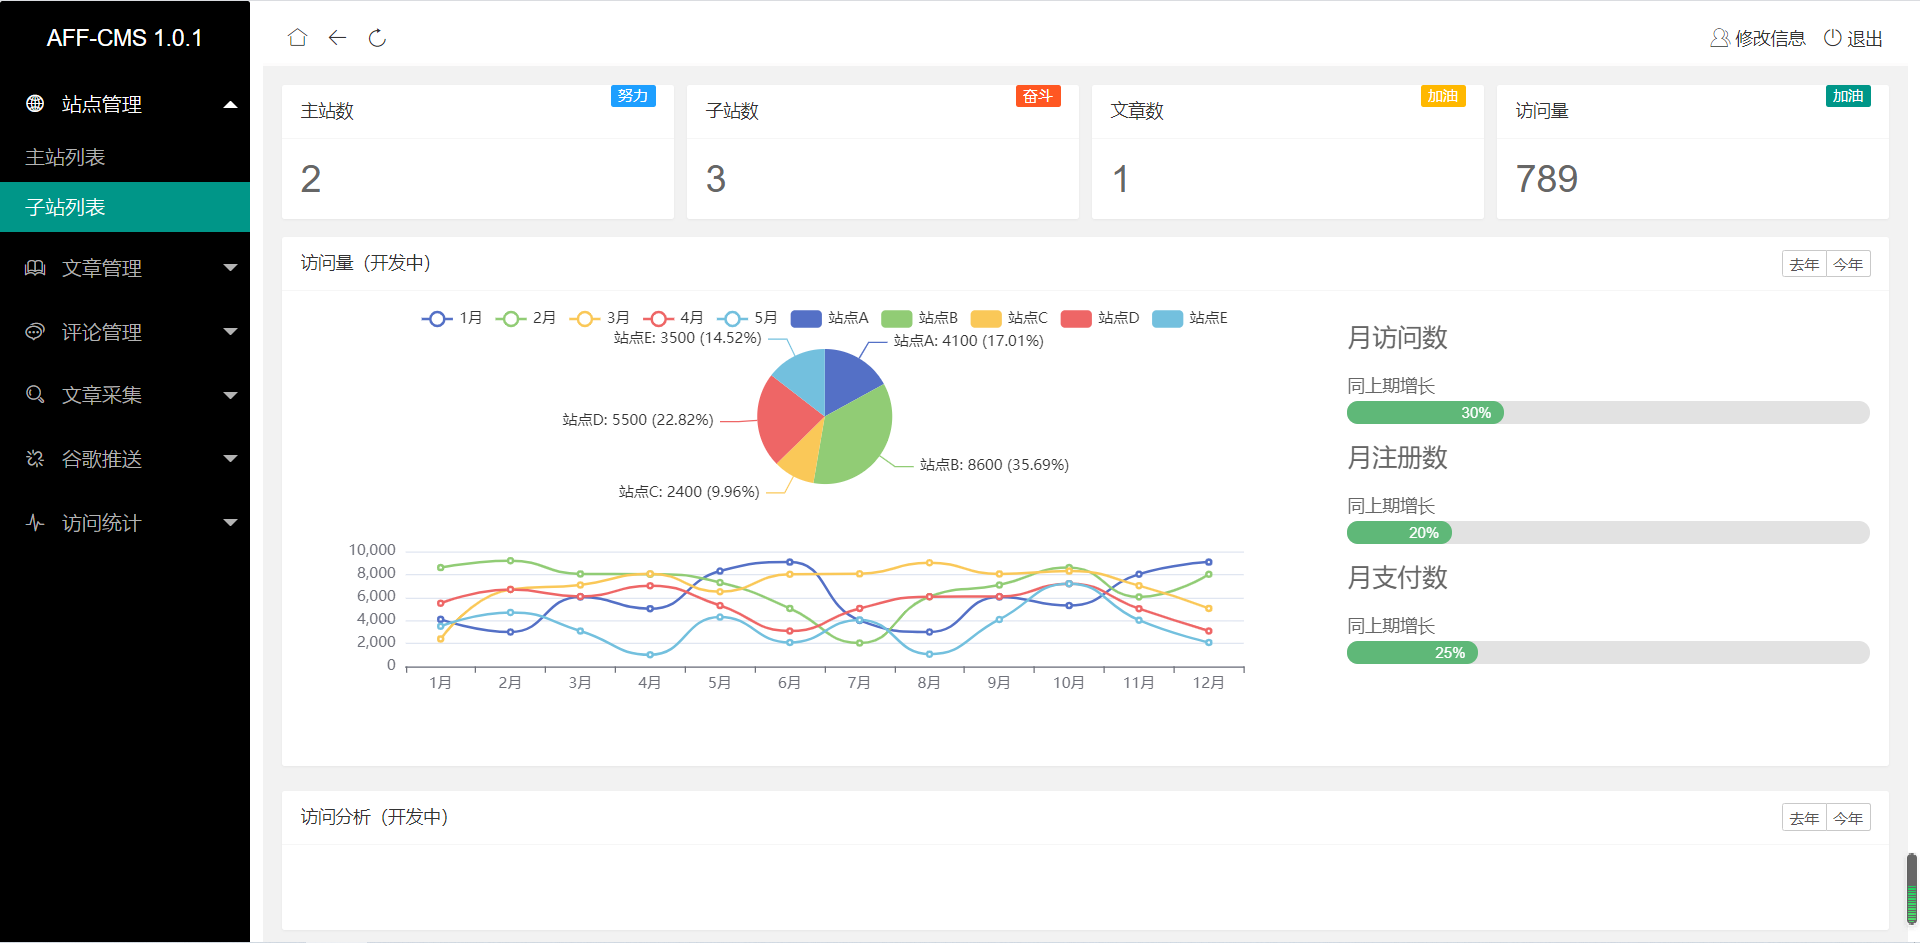 AFF-CMS 1.0.1
站点管理
主站列表
子站列表
文章管理
评论管理
文章采集
谷歌推送
访问统计
修改信息 退出
主站数 努力
2
子站数 奋斗
3
文章数 加油
1
访问量 加油
789
访问量（开发中）
去年 今年
1月 2月 3月 4月 5月 站点A 站点B 站点C 站点D 站点E
站点E: 3500 (14.52%)
站点A: 4100 (17.01%)
站点D: 5500 (22.82%)
站点B: 8600 (35.69%)
站点C: 2400 (9.96%)
10,000
8,000
6,000
4,000
2,000
0
1月 2月 3月 4月 5月 6月 7月 8月 9月 10月 11月 12月
月访问数
同上期增长
30%
月注册数
同上期增长
20%
月支付数
同上期增长
25%
访问分析（开发中）
去年 今年